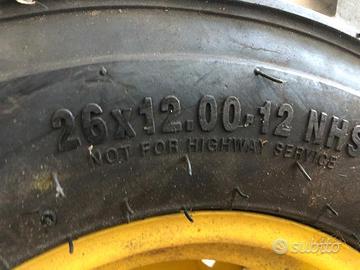 26x12.00-12 NHS
NOT FOR HIGHWAY SERVICE
subito